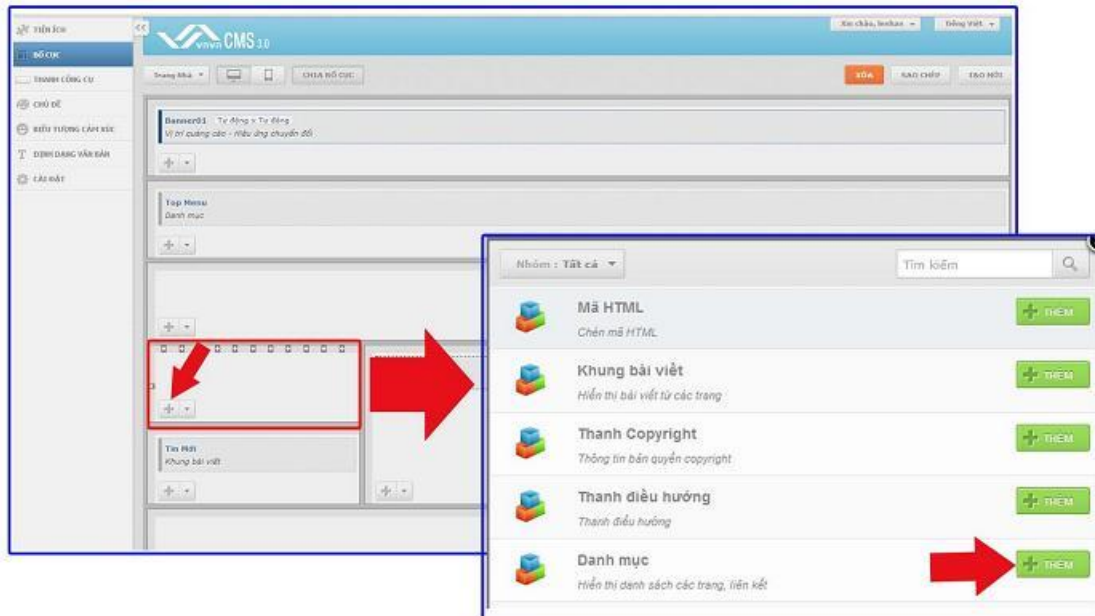 TIỆN ÍCH
BỐ CỤC
THANH CÔNG CỤ
CHỦ ĐỀ
BIỂU TƯỢNG CẢM XÚC
ĐỊNH DẠNG VĂN BẢN
CÀI ĐẶT
vnvn CMS 3.0
Xin chào,
Tiếng Việt
Trang Nhà
CHIA BỐ CỤC
XÓA
SAO CHÉP
TẠO MỚI
Banner01 Tự động x Tự động
Vị trí quảng cáo - Hiệu ứng chuyển đổi
Top Menu
Danh mục
Tin Mới
Khung bài viết
Nhóm : Tất cả
Tìm kiếm
Mã HTML
Chèn mã HTML
THÊM
Khung bài viết
Hiển thị bài viết từ các trang
THÊM
Thanh Copyright
Thông tin bản quyền copyright
THÊM
Thanh điều hướng
Thanh điều hướng
THÊM
Danh mục
Hiển thị danh sách các trang, liên kết
THÊM